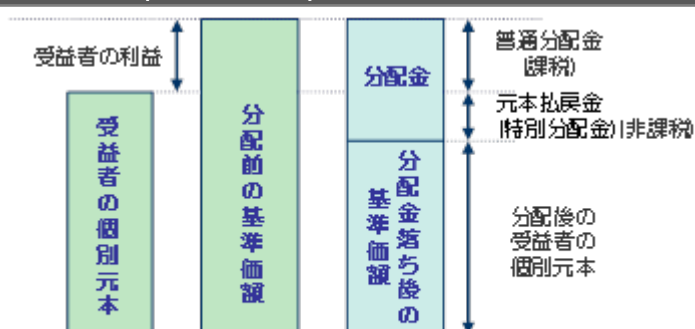 受益者の利益
受益者の個別元本
分配前の基準価額
分配金
分配金落ち後の
基準価額
普通分配金
(課税)
元本払戻金
(特別分配金)(非課税)
分配後の
受益者の
個別元本